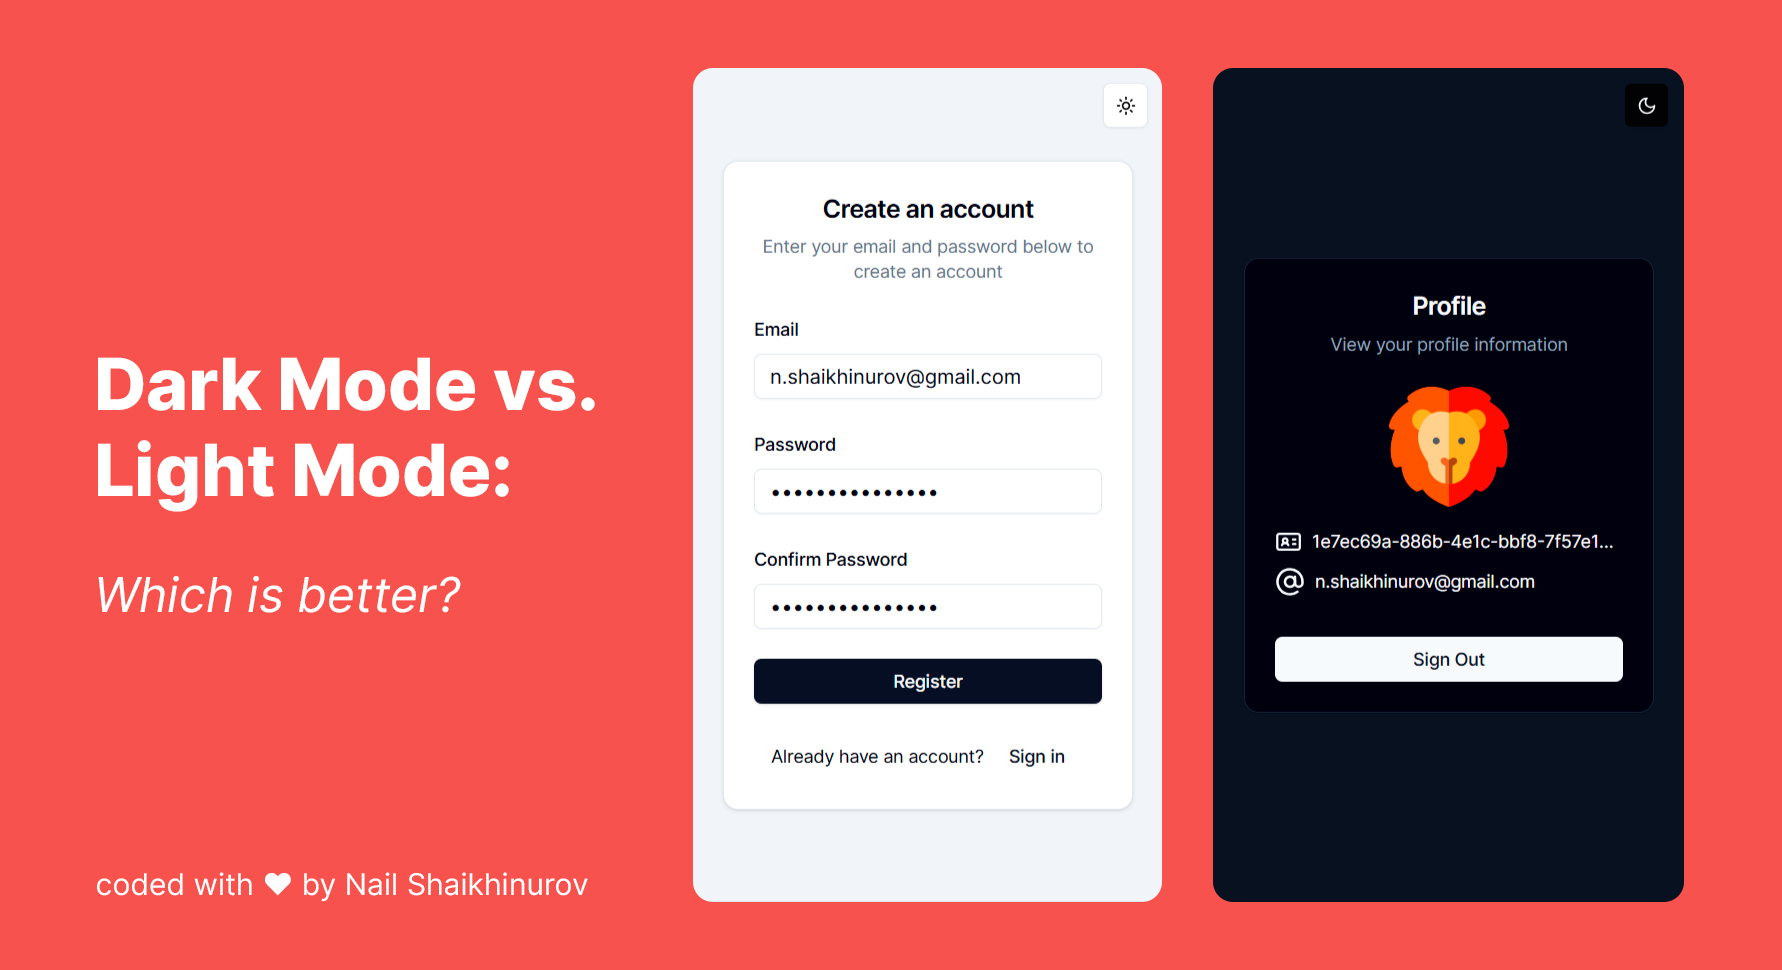 Dark Mode vs.
Light Mode:
Which is better?
coded with ♥ by Nail Shaikhinurov
Create an account
Enter your email and password below to
create an account
Email
n.shaikhinurov@gmail.com
Password
•••••••••••••••
Confirm Password
•••••••••••••••
Register
Already have an account? Sign in
Profile
View your profile information
1e7ec69a-886b-4e1c-bbf8-7f57e1...
n.shaikhinurov@gmail.com
Sign Out